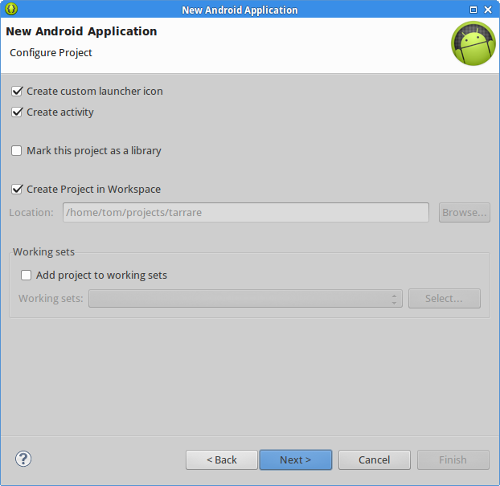 New Android Application
New Android Application
Configure Project
Create custom launcher icon
Create activity
Mark this project as a library
Create Project in Workspace
Location: /home/tom/projects/tarrare Browse...
Working sets
Add project to working sets
Working sets: Select...
? < Back Next > Cancel Finish